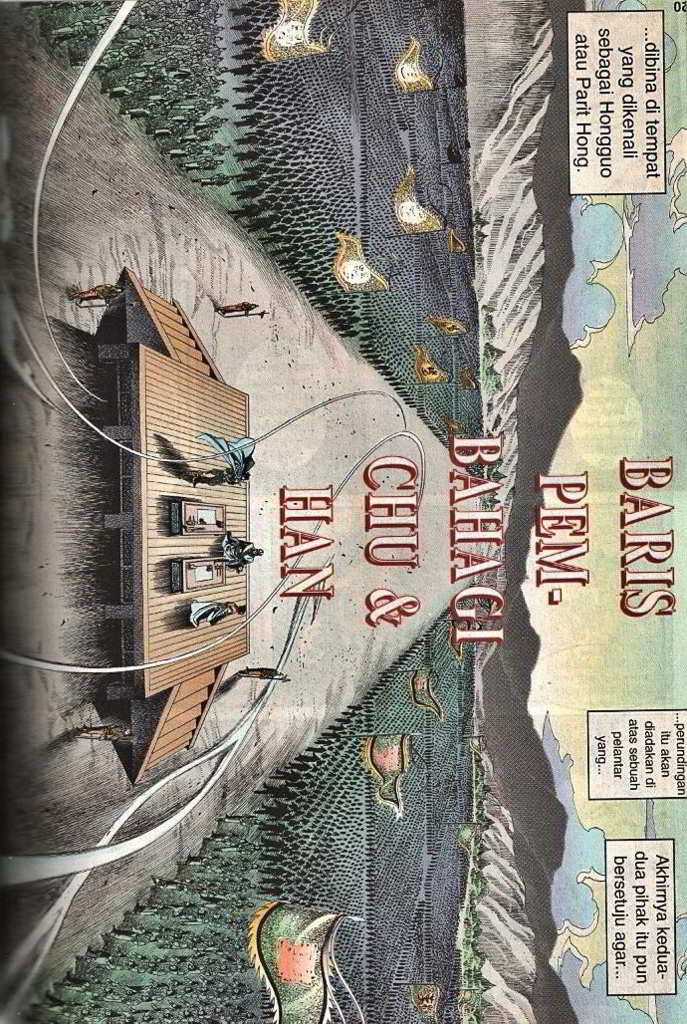 Akhirnya kedua-
dua pihak itu pun
bersetuju agar...
...perundingan
itu akan
diadakan di
atas sebuah
pelantar
yang...
...dibina di tempat
yang dikenali
sebagai Hongguo
atau Parit Hong.
BARIS
PEM-
BAHAGI
CHU &
HAN